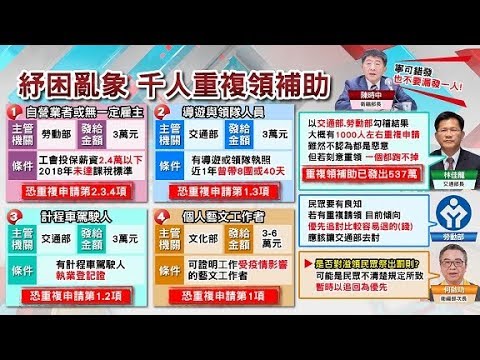 紓困亂象 千人重複領補助
陳時中
衛福部長
寧可錯發
也不要漏發一人!
1 自營業者或無一定雇主
主管機關 勞動部 發給金額 3萬元
條件 工會投保薪資2.4萬以下
2018年未達課稅標準
恐重複申請第2.3.4項
2 導遊與領隊人員
主管機關 交通部 發給金額 3萬元
條件 有導遊或領隊執照
近1年曾帶8團或40天
恐重複申請第1.3項
3 計程車駕駛人
主管機關 交通部 發給金額 3萬元
條件 有計程車駕駛人
執業登記證
恐重複申請第1.2項
4 個人藝文工作者
主管機關 文化部 發給金額 3-6萬元
條件 可證明工作受疫情影響
的藝文工作者
恐重複申請第1項
以交通部.勞動部勾稽結果
大概有1000人左右重複申請
雖然不認為都是惡意
但若刻意重領 一個都跑不掉
重複領補助已發出537萬
林佳龍
交通部長
民眾要有良知
若有重複請領 目前傾向
優先追討比較容易退的(錢)
應該讓交通部去討
勞動部
是否對溢領民眾祭出罰則?
可能是民眾不清楚規定所致
暫時以追回為優先
何啟功
衛福部次長